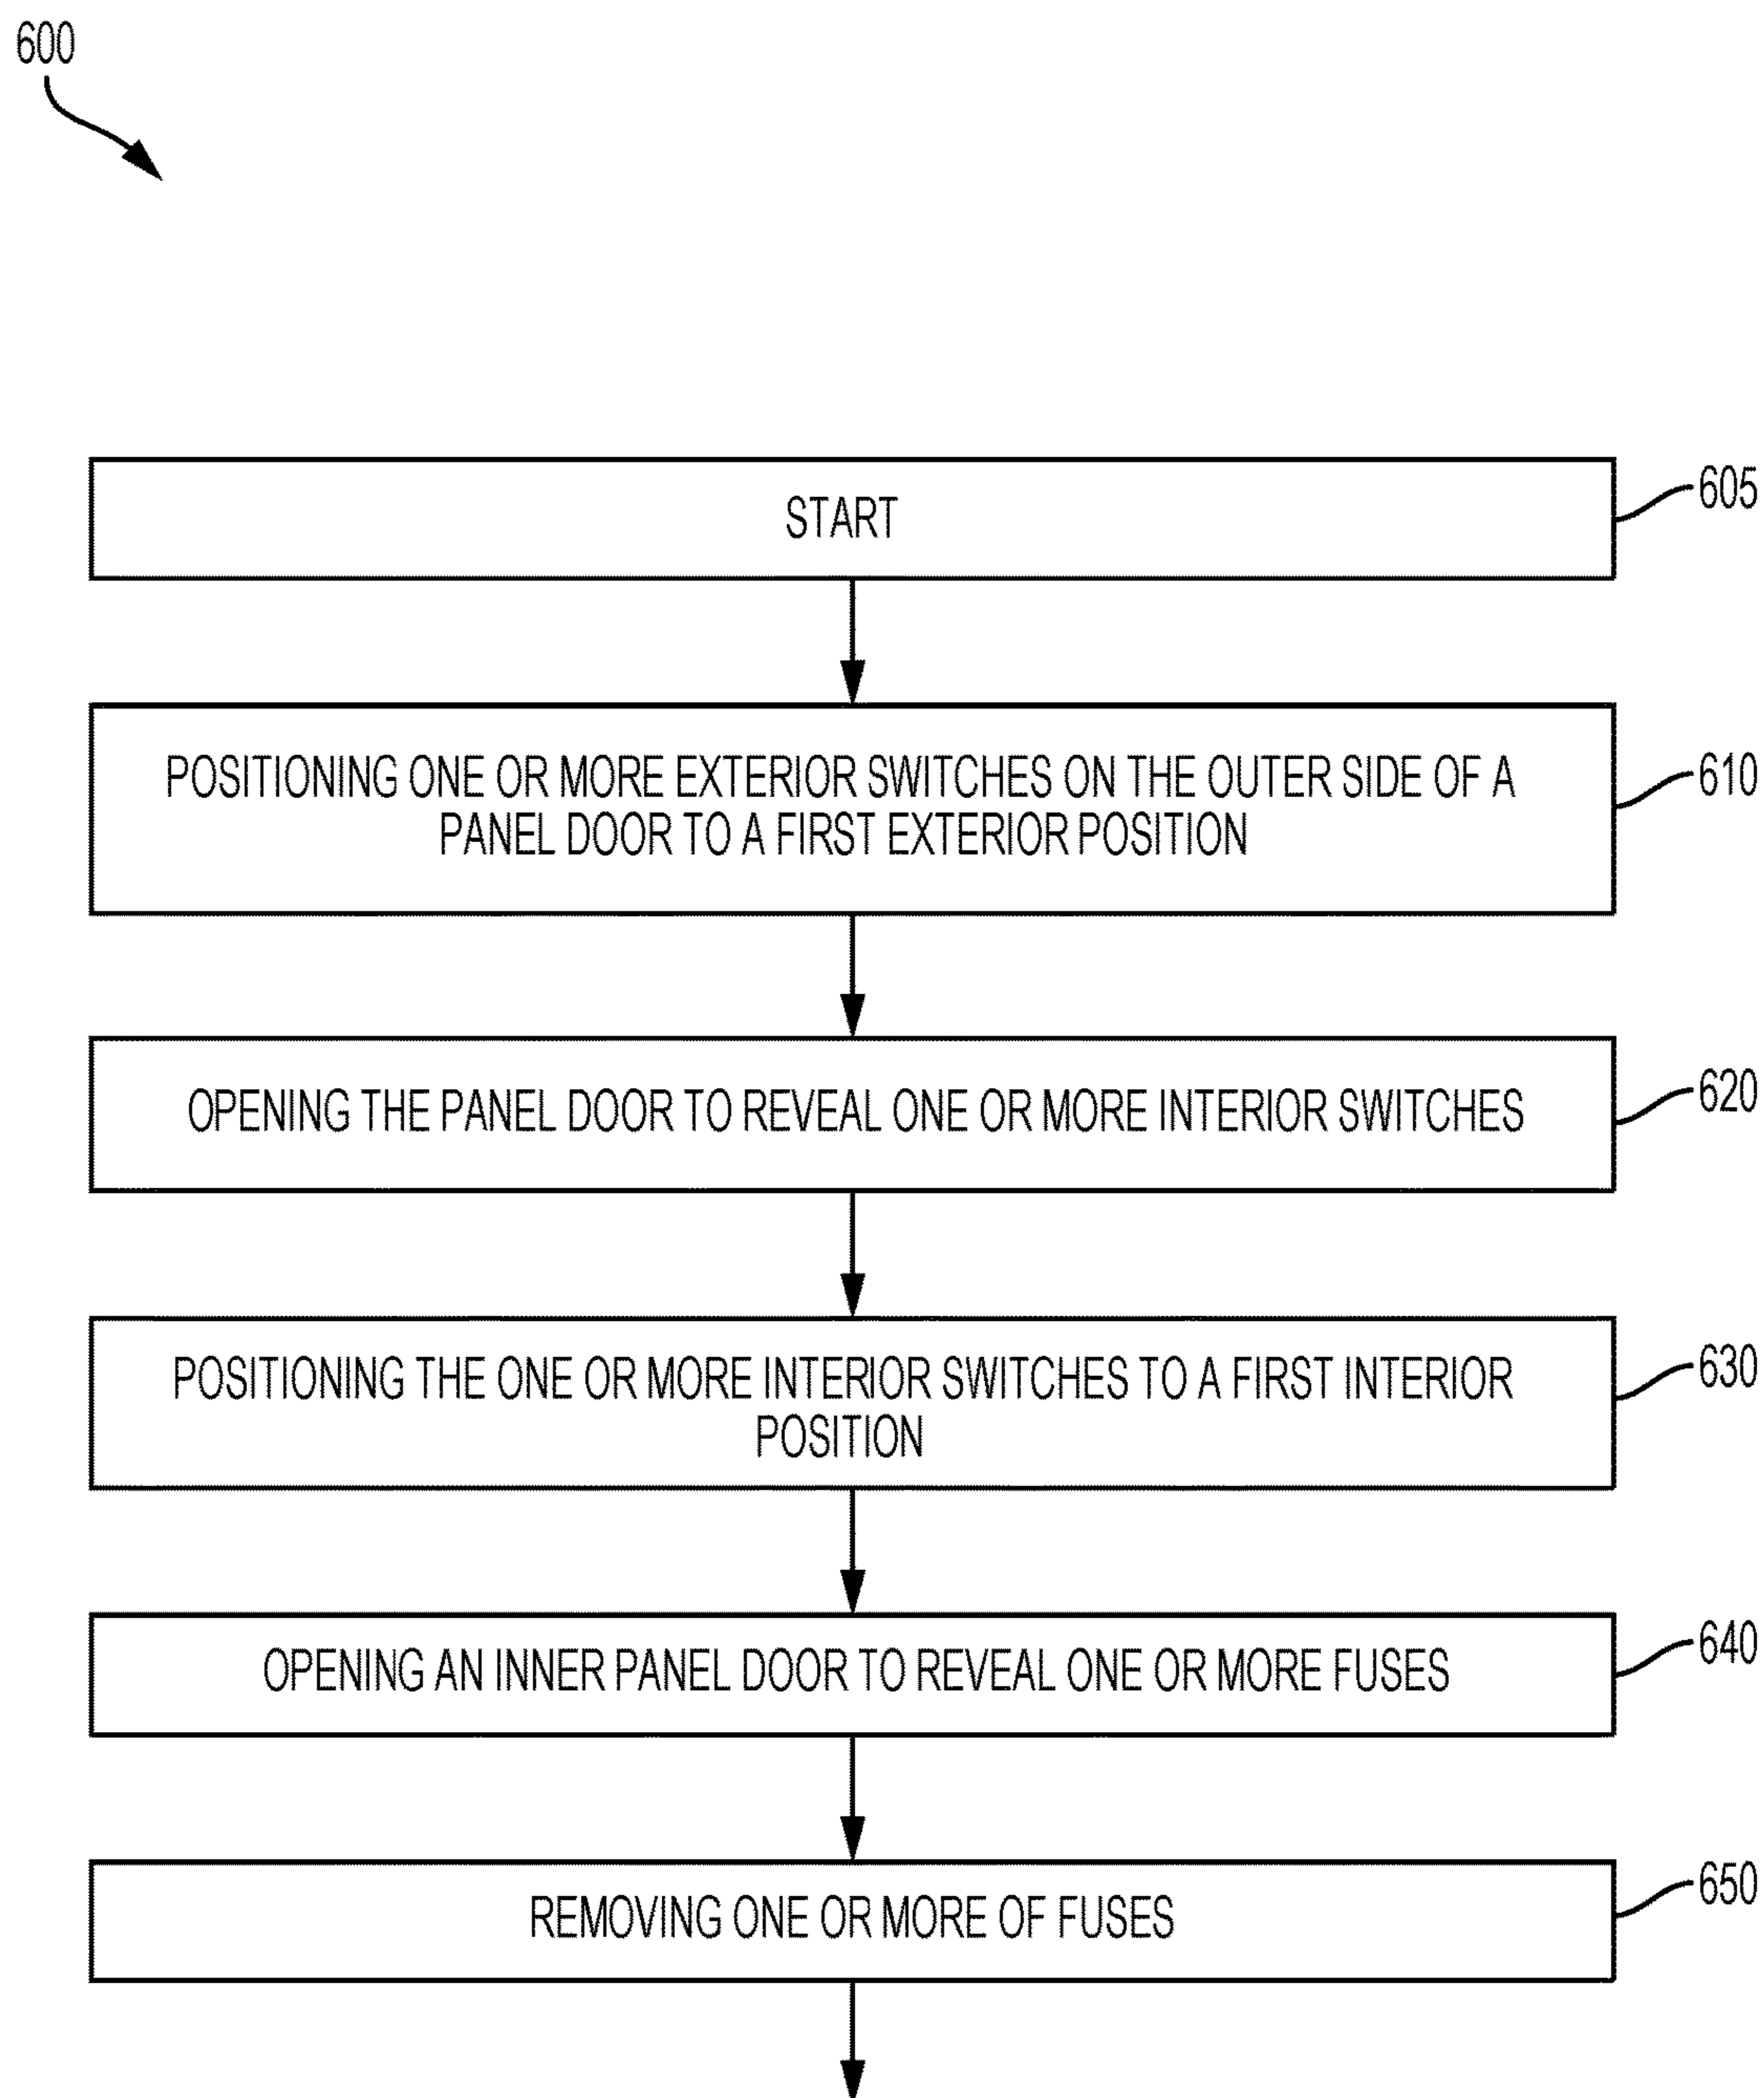 600
START
605
POSITIONING ONE OR MORE EXTERIOR SWITCHES ON THE OUTER SIDE OF A
PANEL DOOR TO A FIRST EXTERIOR POSITION
610
OPENING THE PANEL DOOR TO REVEAL ONE OR MORE INTERIOR SWITCHES
620
POSITIONING THE ONE OR MORE INTERIOR SWITCHES TO A FIRST INTERIOR
POSITION
630
OPENING AN INNER PANEL DOOR TO REVEAL ONE OR MORE FUSES
640
REMOVING ONE OR MORE OF FUSES
650